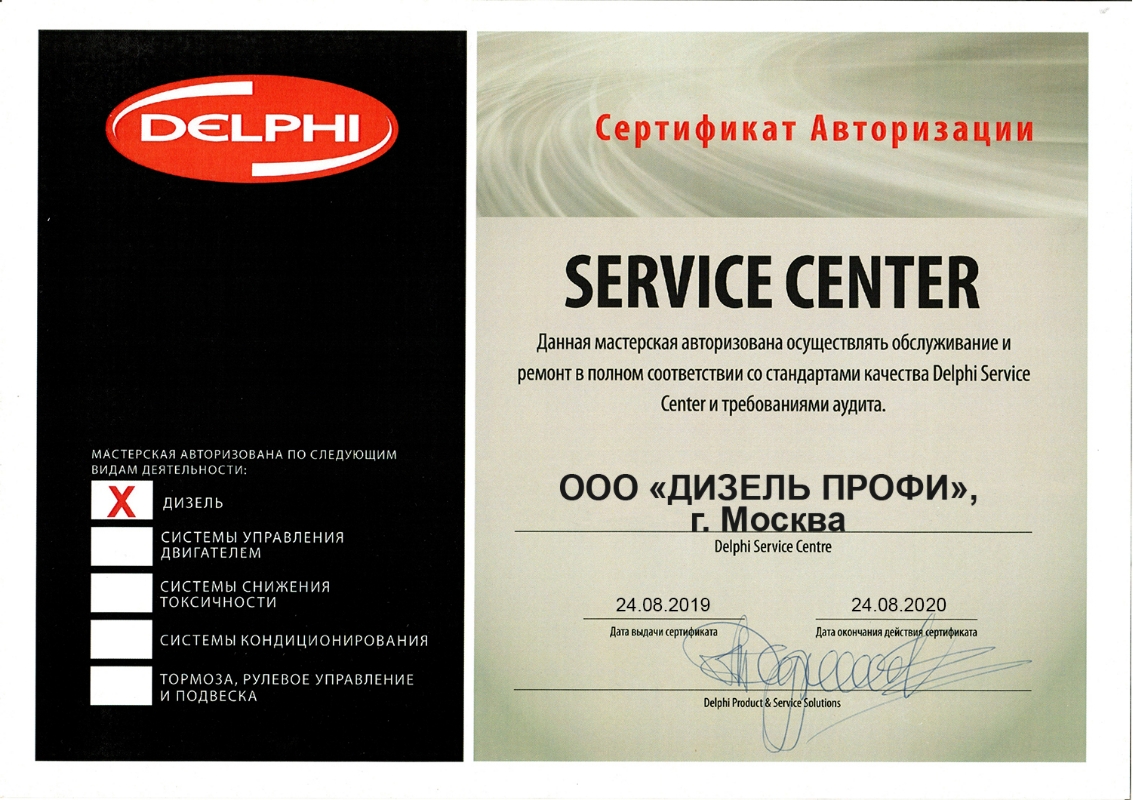 DELPHI
МАСТЕРСКАЯ АВТОРИЗОВАНА ПО СЛЕДУЮЩИМ
ВИДАМ ДЕЯТЕЛЬНОСТИ:
X ДИЗЕЛЬ
СИСТЕМЫ УПРАВЛЕНИЯ
ДВИГАТЕЛЕМ
СИСТЕМЫ СНИЖЕНИЯ
ТОКСИЧНОСТИ
СИСТЕМЫ КОНДИЦИОНИРОВАНИЯ
ТОРМОЗА, РУЛЕВОЕ УПРАВЛЕНИЕ
И ПОДВЕСКА
Сертификат Авторизации
SERVICE CENTER
Данная мастерская авторизована осуществлять обслуживание и
ремонт в полном соответствии со стандартами качества Delphi Service
Center и требованиями аудита.
ООО «ДИЗЕЛЬ ПРОФИ»,
г. Москва
Delphi Service Centre
24.08.2019 24.08.2020
Дата выдачи сертификата Дата окончания действия сертификата
Delphi Product & Service Solutions